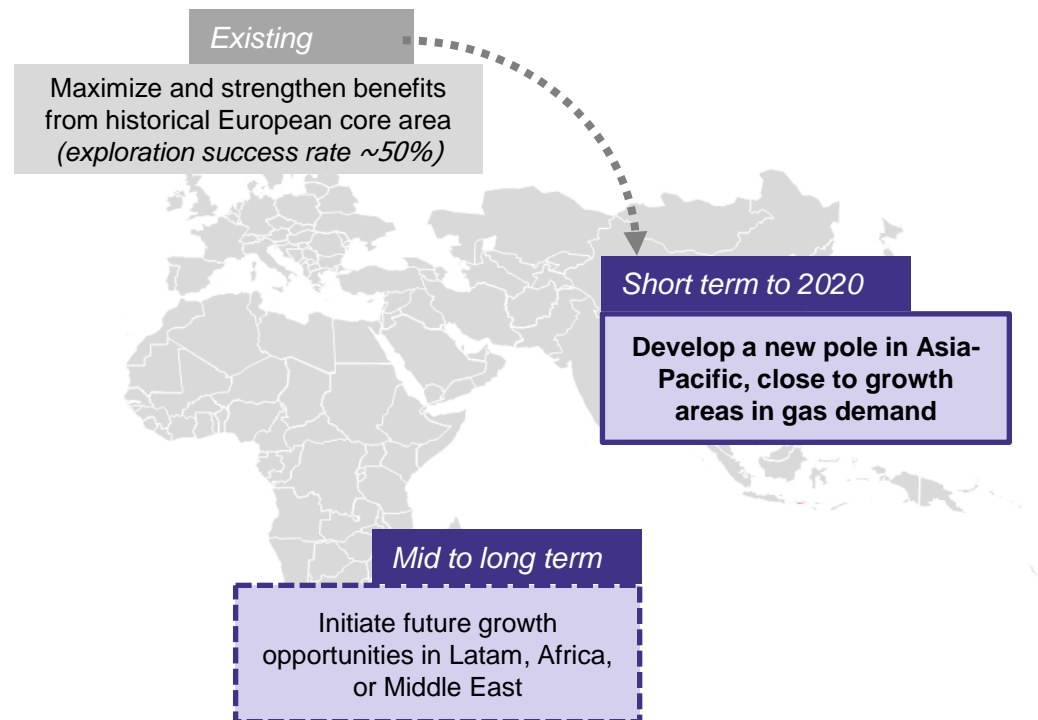 Existing
Maximize and strengthen benefits
from historical European core area
(exploration success rate ~50%)
Short term to 2020
Develop a new pole in Asia-
Pacific, close to growth
areas in gas demand
Mid to long term
Initiate future growth
opportunities in Latam, Africa,
or Middle East